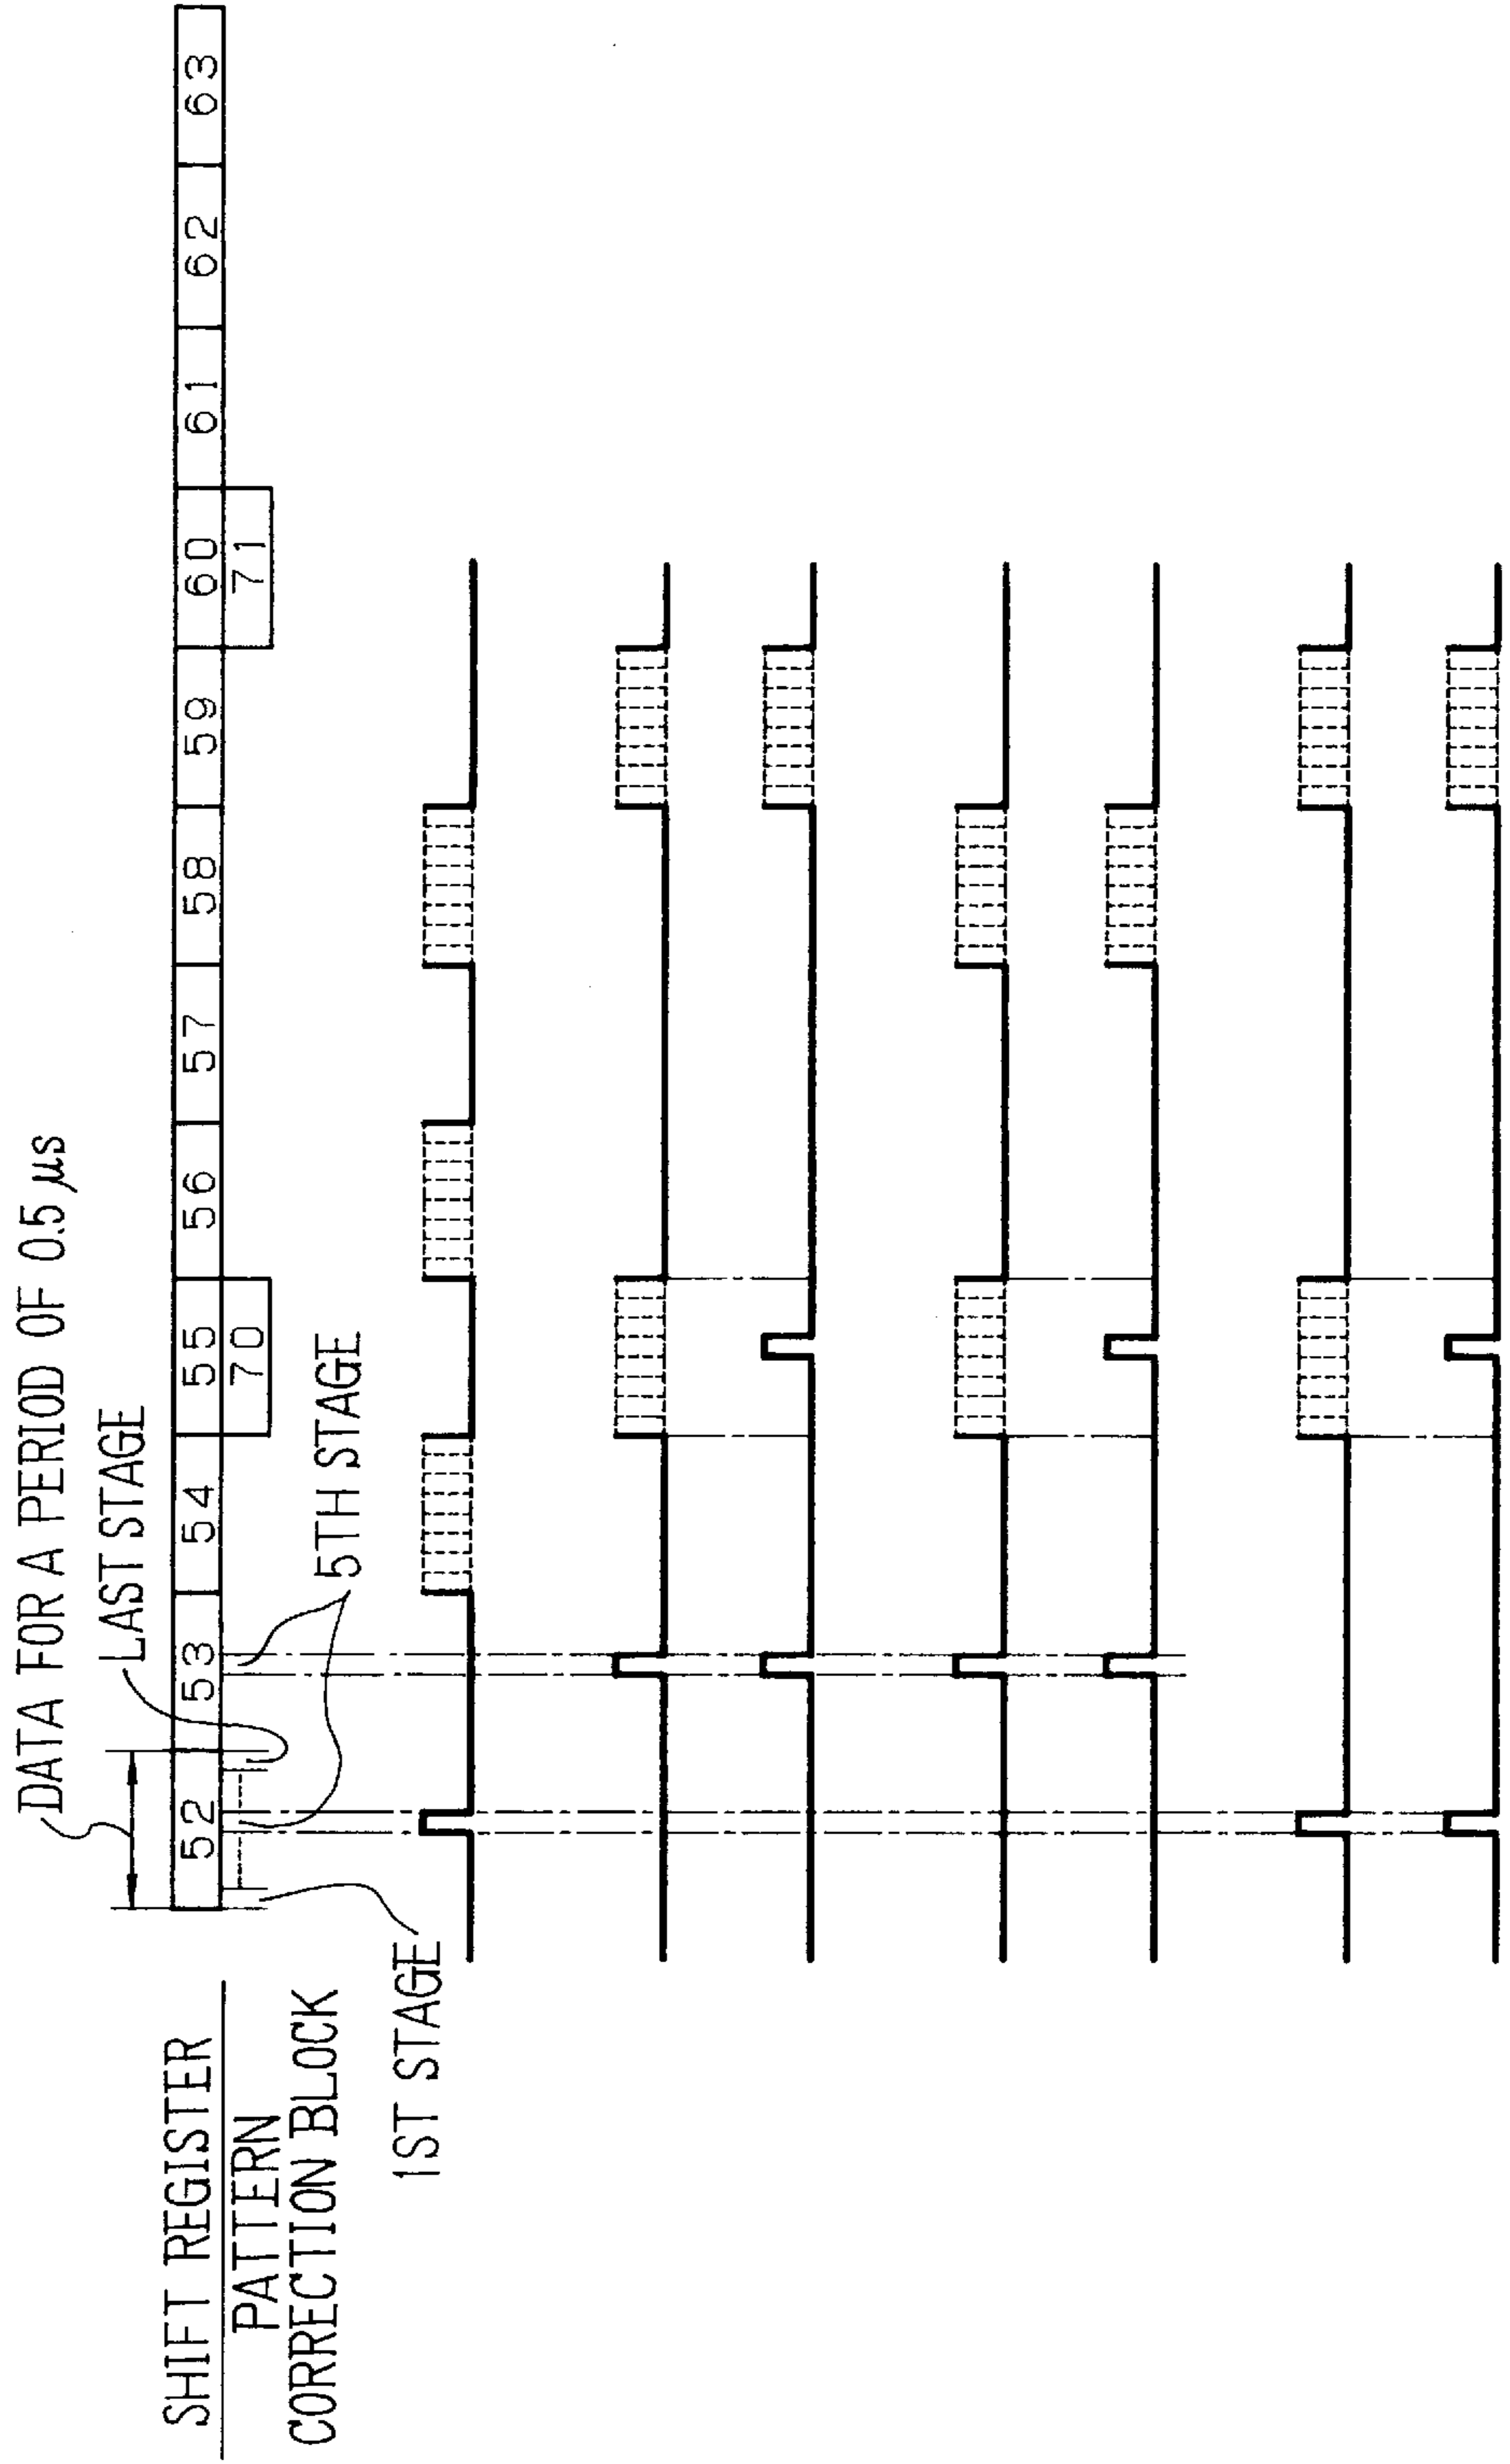 DATA FOR A PERIOD OF 0.5 μs
LAST STAGE
SHIFT REGISTER
52 53 54 55 56 57 58 59 60 61 62 63
PATTERN
CORRECTION BLOCK
70 71
5TH STAGE
1ST STAGE